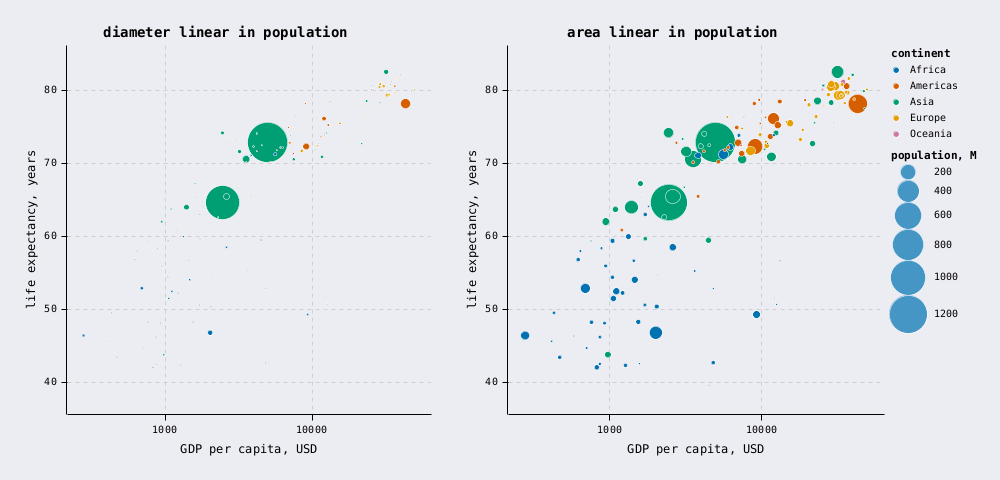 diameter linear in population
80
70
60
50
40
life expectancy, years
1000
10000
GDP per capita, USD
area linear in population
80
70
60
50
40
life expectancy, years
1000
10000
GDP per capita, USD
continent
Africa
Americas
Asia
Europe
Oceania
population, M
200
400
600
800
1000
1200